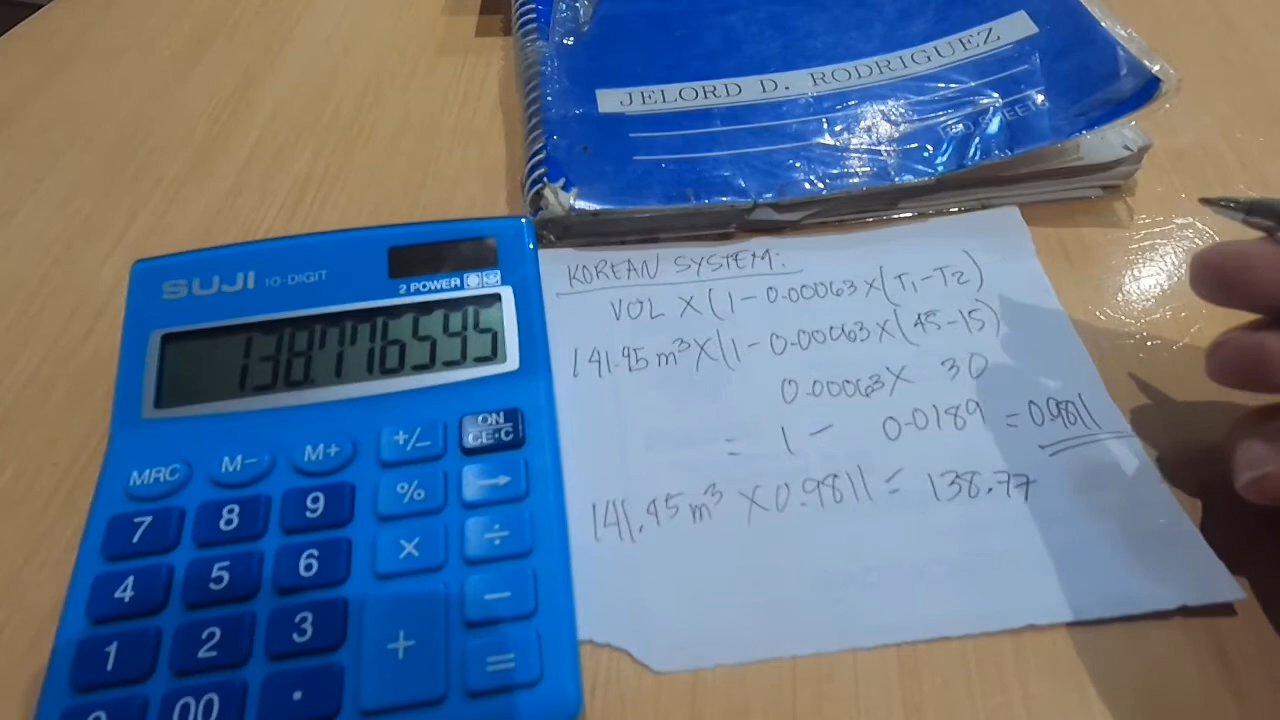 JELORD D. RODRIGUEZ
SUJI 10-DIGIT
2 POWER
138.776595
KOREAN SYSTEM:
VOL X (1 - 0.00063 X (T1 - T2)
141.45 m³ X (1 - 0.00063 X (45 - 15)
0.00063 X 30
= 1 - 0.0189 = 0.9811
141.45 m³ X 0.9811 = 138.77
MRC M- M+ +/- ON CE·C
7 8 9 % →
4 5 6 × ÷
1 2 3 + −
00 · =